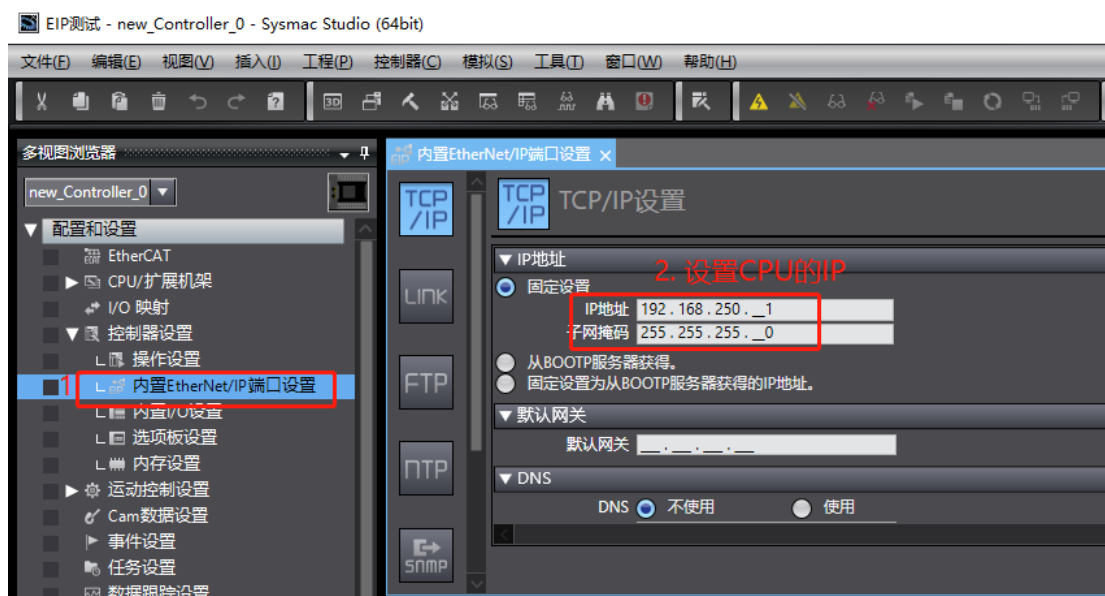 EIP测试 - new_Controller_0 - Sysmac Studio (64bit)
文件(F) 编辑(E) 视图(V) 插入(I) 工程(P) 控制器(C) 模拟(S) 工具(T) 窗口(W) 帮助(H)
3D
多视图浏览器
new_Controller_0
配置和设置
EtherCAT
CPU/扩展机架
I/O 映射
控制器设置
操作设置
1 内置EtherNet/IP端口设置
内置I/O设置
选项板设置
内存设置
运动控制设置
Cam数据设置
事件设置
任务设置
数据跟踪设置
内置EtherNet/IP端口设置
TCP/IP
LINK
FTP
NTP
SNMP
TCP/IP TCP/IP设置
IP地址
2. 设置CPU的IP
固定设置
IP地址 192.168.250.__1
子网掩码 255.255.255.__0
从BOOTP服务器获得。
固定设置为从BOOTP服务器获得的IP地址。
默认网关
默认网关 __.__.__.__
DNS
DNS 不使用 使用